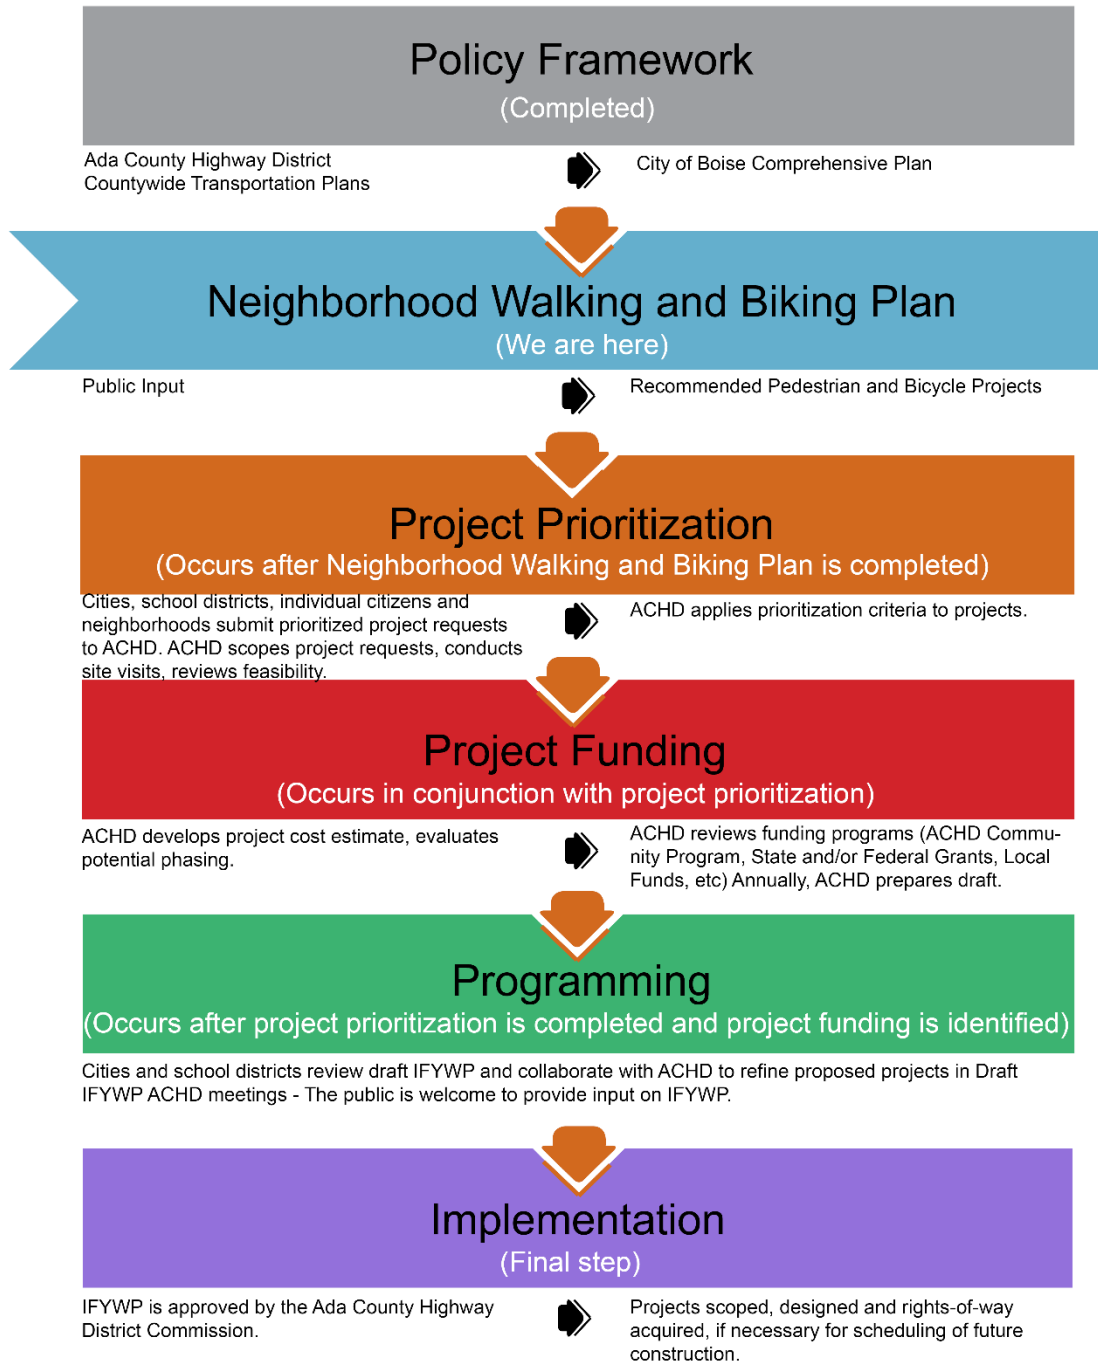 Policy Framework
(Completed)
Ada County Highway District
Countywide Transportation Plans
City of Boise Comprehensive Plan
Neighborhood Walking and Biking Plan
(We are here)
Public Input
Recommended Pedestrian and Bicycle Projects
Project Prioritization
(Occurs after Neighborhood Walking and Biking Plan is completed)
Cities, school districts, individual citizens and
neighborhoods submit prioritized project requests
to ACHD. ACHD scopes project requests, conducts
site visits, reviews feasibility.
ACHD applies prioritization criteria to projects.
Project Funding
(Occurs in conjunction with project prioritization)
ACHD develops project cost estimate, evaluates
potential phasing.
ACHD reviews funding programs (ACHD Commu-
nity Program, State and/or Federal Grants, Local
Funds, etc) Annually, ACHD prepares draft.
Programming
(Occurs after project prioritization is completed and project funding is identified)
Cities and school districts review draft IFYWP and collaborate with ACHD to refine proposed projects in Draft
IFYWP ACHD meetings - The public is welcome to provide input on IFYWP.
Implementation
(Final step)
IFYWP is approved by the Ada County Highway
District Commission.
Projects scoped, designed and rights-of-way
acquired, if necessary for scheduling of future
construction.